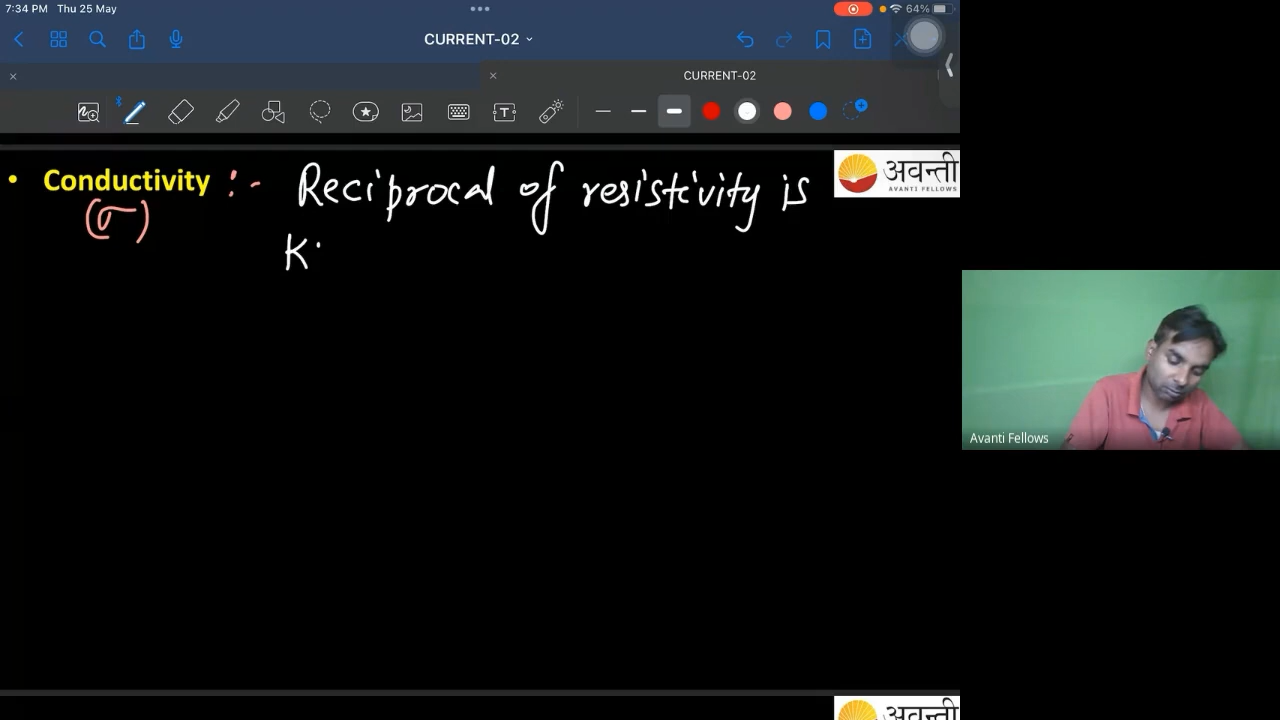 7:34 PM Thu 25 May
64%
CURRENT-02
CURRENT-02
• Conductivity :- Reciprocal of resistivity is
(σ)
K
अवन्ती
AVANTI FELLOWS
Avanti Fellows